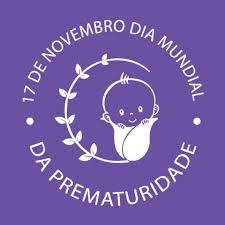 • 17 DE NOVEMBRO DIA MUNDIAL •
DA PREMATURIDADE